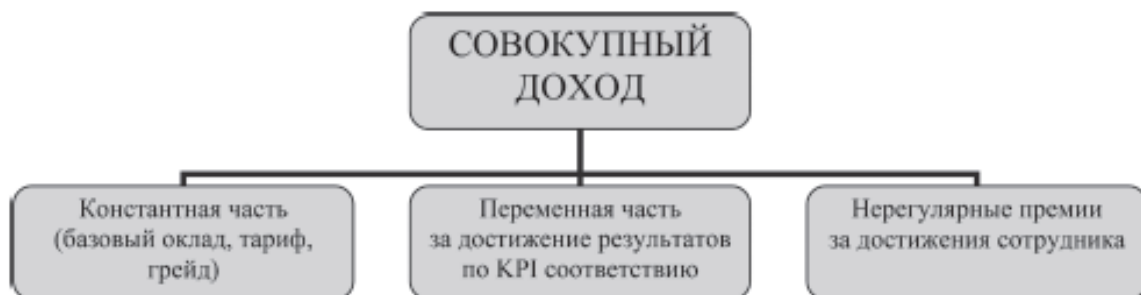 СОВОКУПНЫЙ
ДОХОД
Константная часть
(базовый оклад, тариф,
грейд)
Переменная часть
за достижение результатов
по KPI соответствию
Нерегулярные премии
за достижения сотрудника